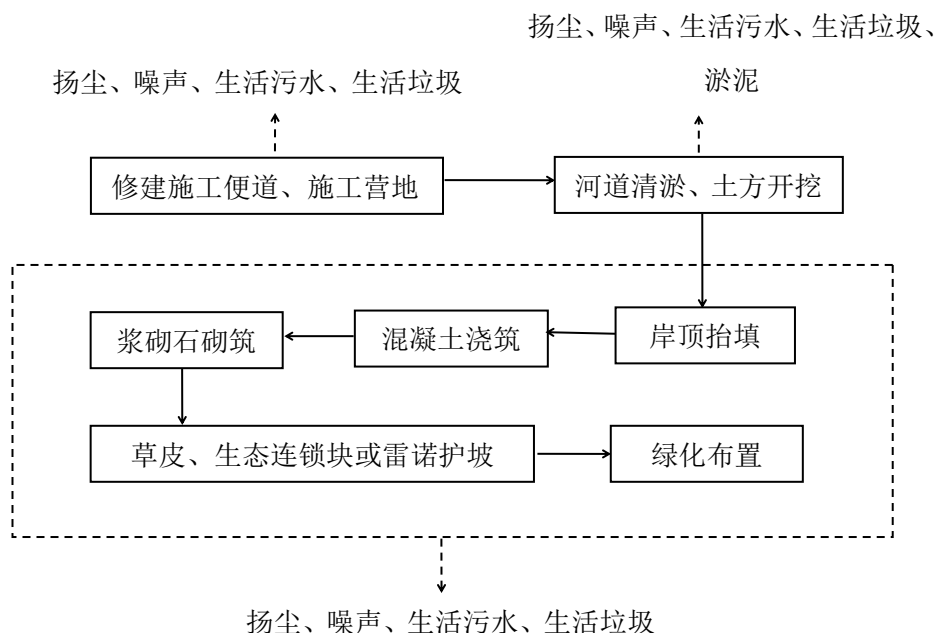 扬尘、噪声、生活污水、生活垃圾、
淤泥
扬尘、噪声、生活污水、生活垃圾
修建施工便道、施工营地
河道清淤、土方开挖
浆砌石砌筑
混凝土浇筑
岸顶抬填
草皮、生态连锁块或雷诺护坡
绿化布置
扬尘、噪声、生活污水、生活垃圾